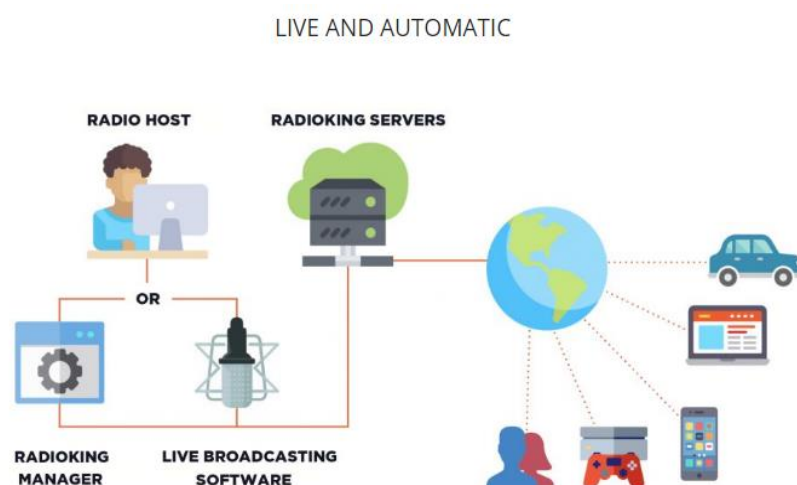 LIVE AND AUTOMATIC
RADIO HOST
RADIOKING SERVERS
OR
RADIOKING
MANAGER
LIVE BROADCASTING
SOFTWARE